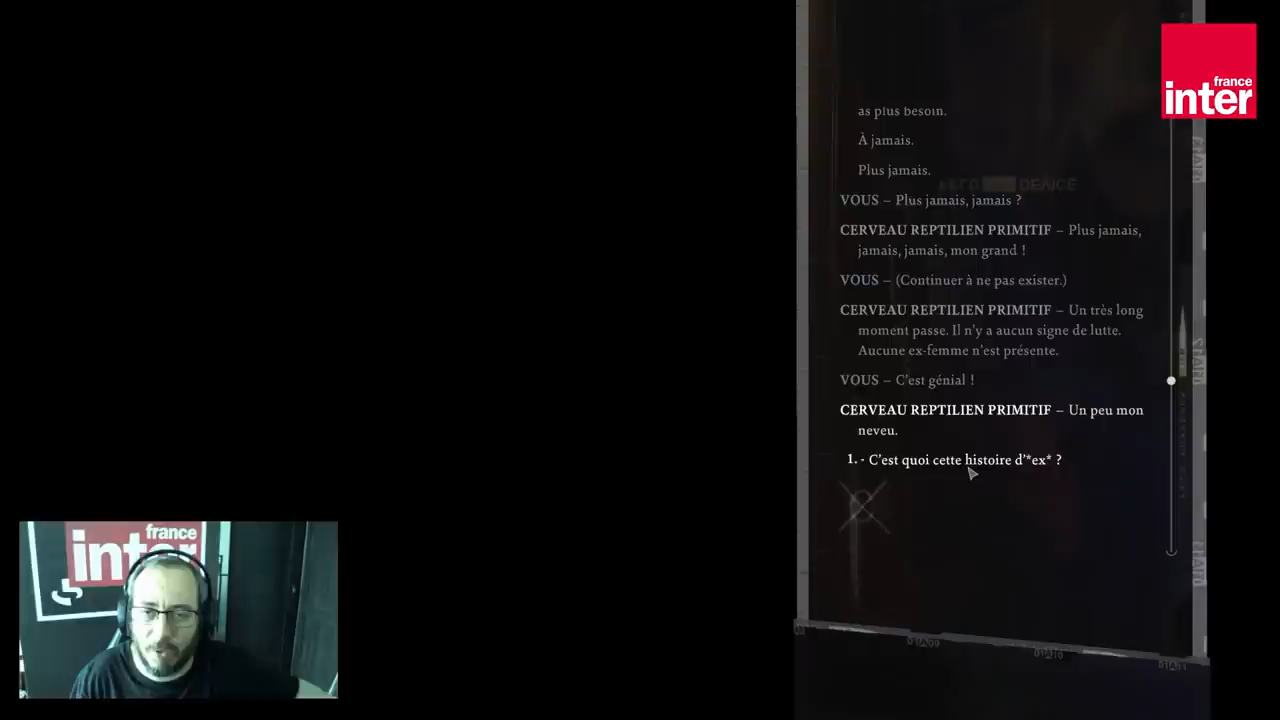 france
inter
as plus besoin.
À jamais.
Plus jamais.
VOUS – Plus jamais, jamais ?
CERVEAU REPTILIEN PRIMITIF – Plus jamais,
jamais, jamais, mon grand !
VOUS – (Continuer à ne pas exister.)
CERVEAU REPTILIEN PRIMITIF – Un très long
moment passe. Il n'y a aucun signe de lutte.
Aucune ex-femme n'est présente.
VOUS – C'est génial !
CERVEAU REPTILIEN PRIMITIF – Un peu mon
neveu.
1. - C'est quoi cette histoire d'*ex* ?
france
inter